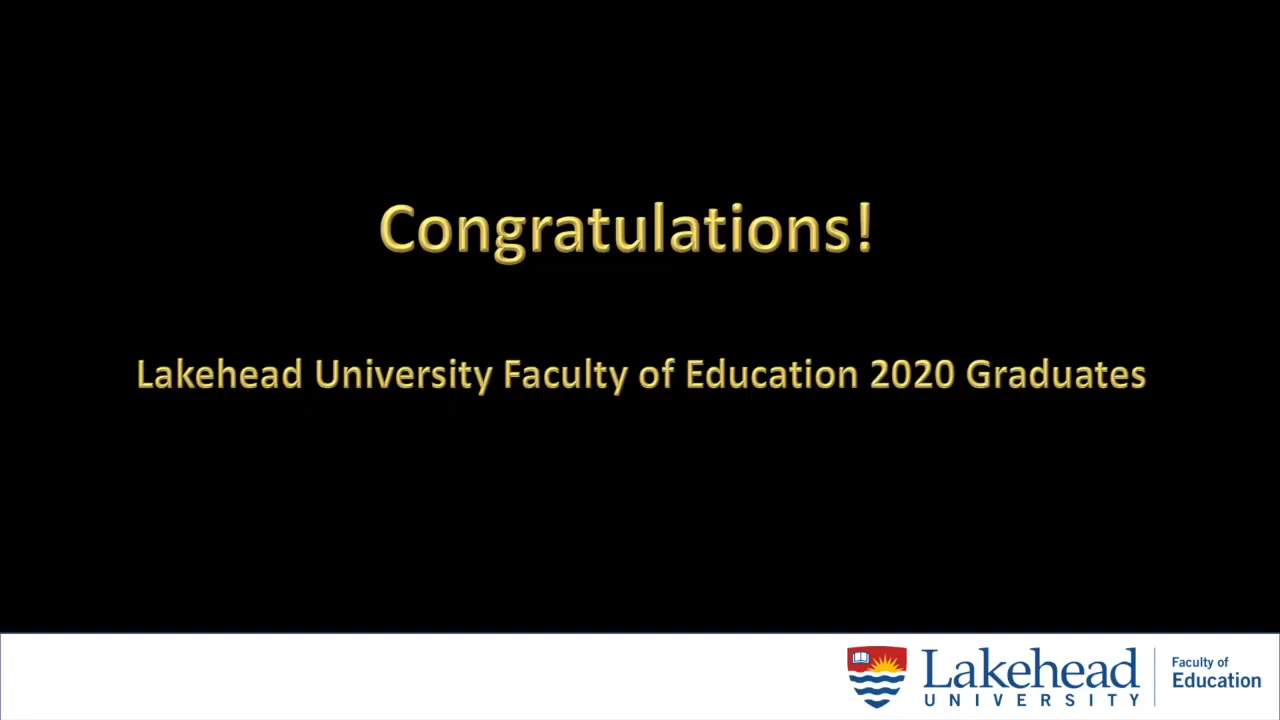 Congratulations!
Lakehead University Faculty of Education 2020 Graduates
Lakehead
UNIVERSITY
Faculty of
Education